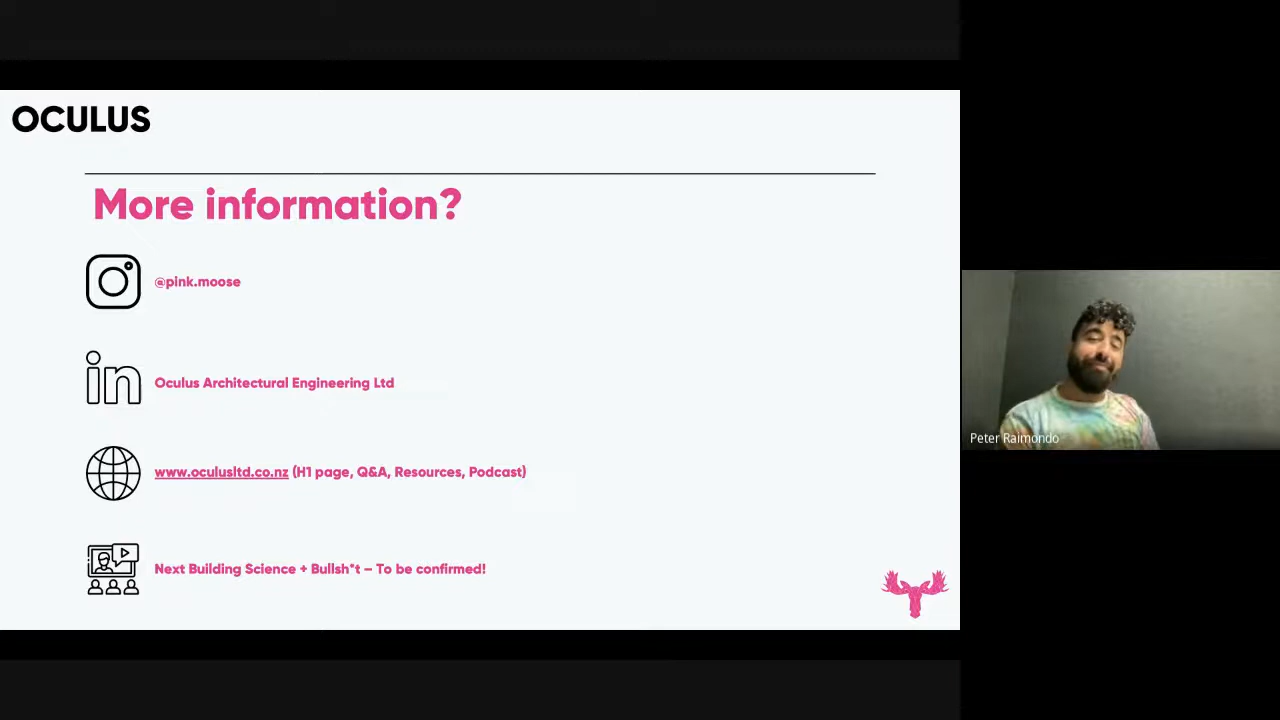 OCULUS
More information?
@pink.moose
in
Oculus Architectural Engineering Ltd
www.oculusltd.co.nz (H1 page, Q&A, Resources, Podcast)
Next Building Science + Bullsh*t – To be confirmed!
Peter Raimondo